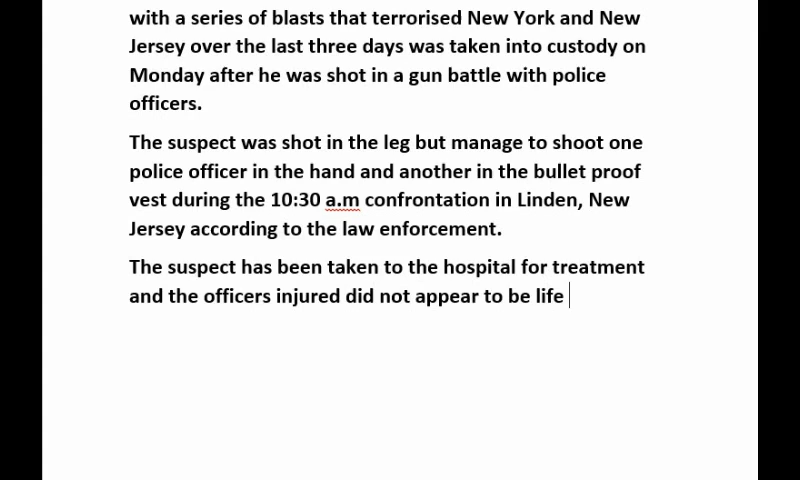 with a series of blasts that terrorised New York and New
Jersey over the last three days was taken into custody on
Monday after he was shot in a gun battle with police
officers.
The suspect was shot in the leg but manage to shoot one
police officer in the hand and another in the bullet proof
vest during the 10:30 a.m confrontation in Linden, New
Jersey according to the law enforcement.
The suspect has been taken to the hospital for treatment
and the officers injured did not appear to be life